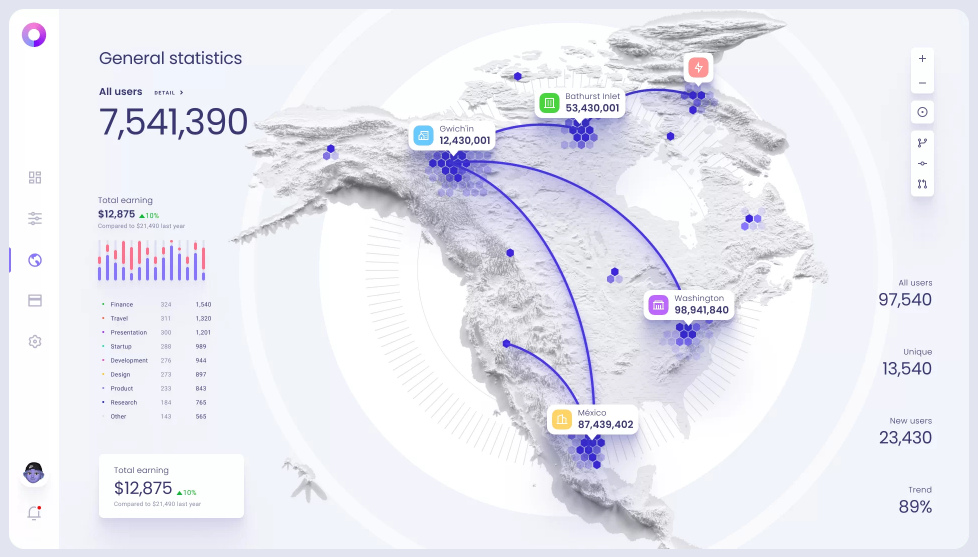 General statistics
All users DETAIL >
7,541,390
Total earning
$12,875 ▲10%
Compared to $21,490 last year
Finance 324 1,540
Travel 311 1,320
Presentation 300 1,201
Startup 288 989
Development 276 944
Design 273 897
Product 233 843
Research 184 765
Other 143 565
Total earning
$12,875 ▲10%
Compared to $21,490 last year
Gwich'in
12,430,001
Bathurst Inlet
53,430,001
Washington
98,941,840
México
87,439,402
All users
97,540
Unique
13,540
New users
23,430
Trend
89%